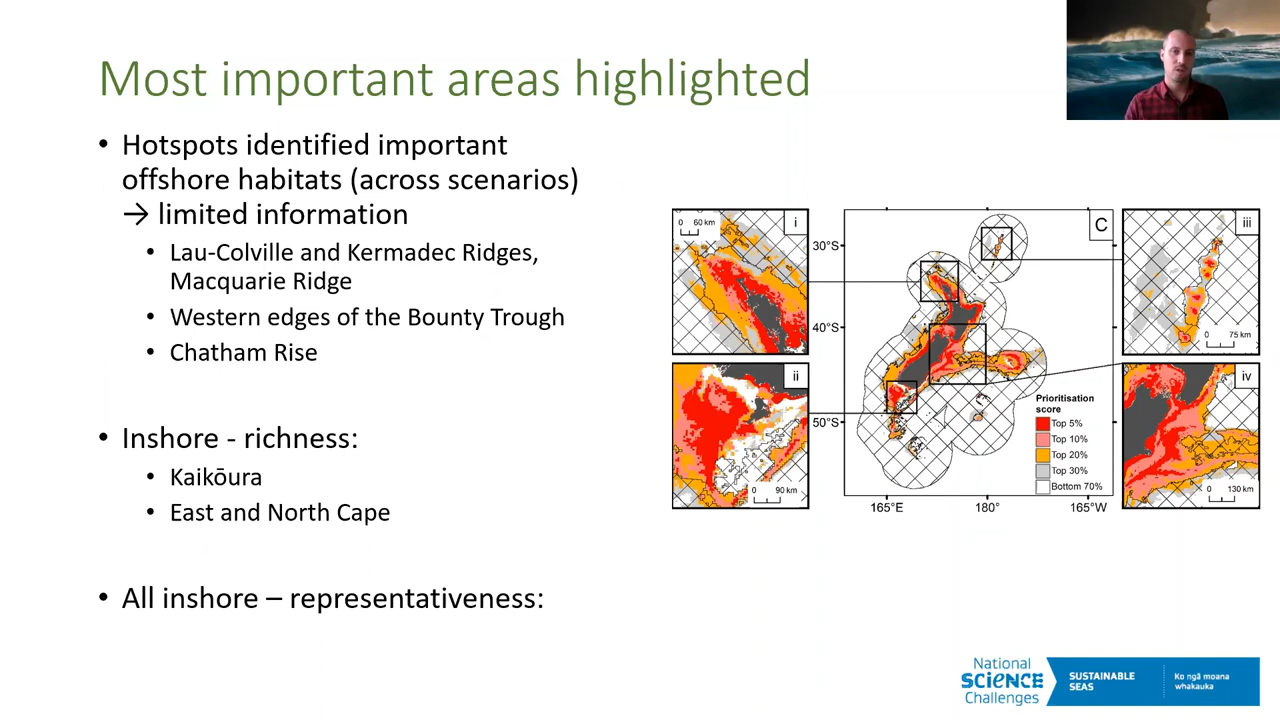 Most important areas highlighted
• Hotspots identified important
offshore habitats (across scenarios)
→ limited information
• Lau-Colville and Kermadec Ridges,
Macquarie Ridge
• Western edges of the Bounty Trough
• Chatham Rise
• Inshore - richness:
• Kaikōura
• East and North Cape
• All inshore – representativeness:
0 60 km
i
ii
0 90 km
C
30°S
40°S
50°S
165°E
180°
165°W
Prioritisation
score
Top 5%
Top 10%
Top 20%
Top 30%
Bottom 70%
iii
0 75 km
iv
0 130 km
National
SCIENCE
Challenges
SUSTAINABLE
SEAS
Ko ngā moana
whakauka